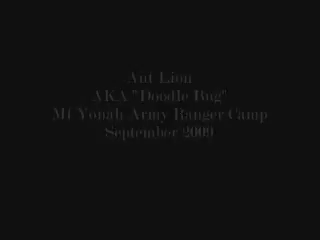 Ant Lion
AKA "Doodle Bug"
Mt Yonah Army Ranger Camp
September 2009